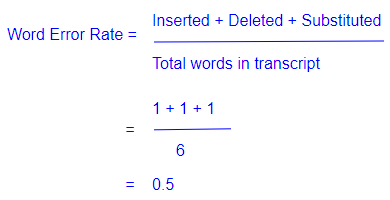 Word Error Rate =
Inserted + Deleted + Substituted
Total words in transcript
=
1 + 1 + 1
6
= 0.5